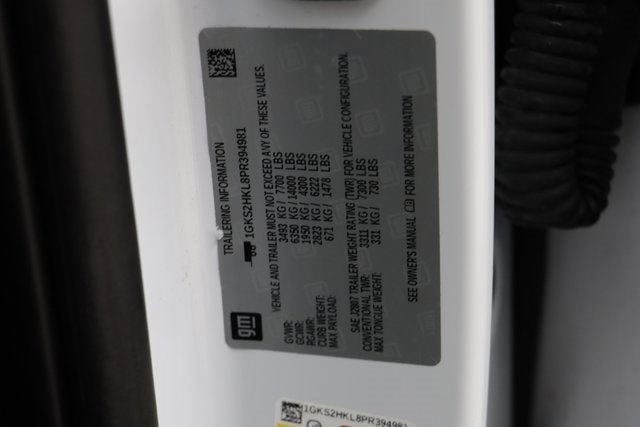 TRAILERING INFORMATION
1GKS2HKL8PR394981
VEHICLE AND TRAILER MUST NOT EXCEED ANY OF THESE VALUES.
GVWR: 3493 KG / 7700 LBS
GCWR: 6350 KG / 14000 LBS
RGAWR: 1950 KG / 4300 LBS
CURB WEIGHT: 2823 KG / 6222 LBS
MAX PAYLOAD: 671 KG / 1478 LBS
SAE J2807 TRAILER WEIGHT RATING (TWR) FOR VEHICLE CONFIGURATION.
CONVENTIONAL TWR: 3311 KG / 7300 LBS
MAX TONGUE WEIGHT: 331 KG / 730 LBS
SEE OWNER'S MANUAL FOR MORE INFORMATION
gm
1GKS2HKL8PR394981